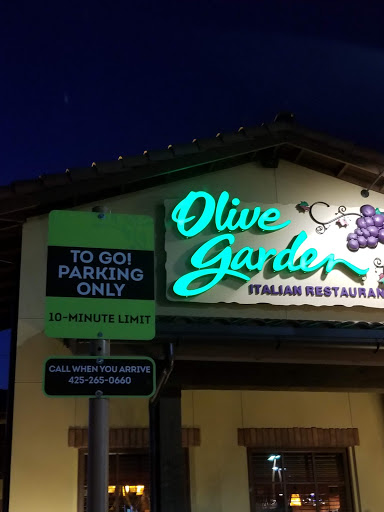 Olive
Garden
ITALIAN RESTAURAN
TO GO!
PARKING
ONLY
10-MINUTE LIMIT
CALL WHEN YOU ARRIVE
425-265-0660